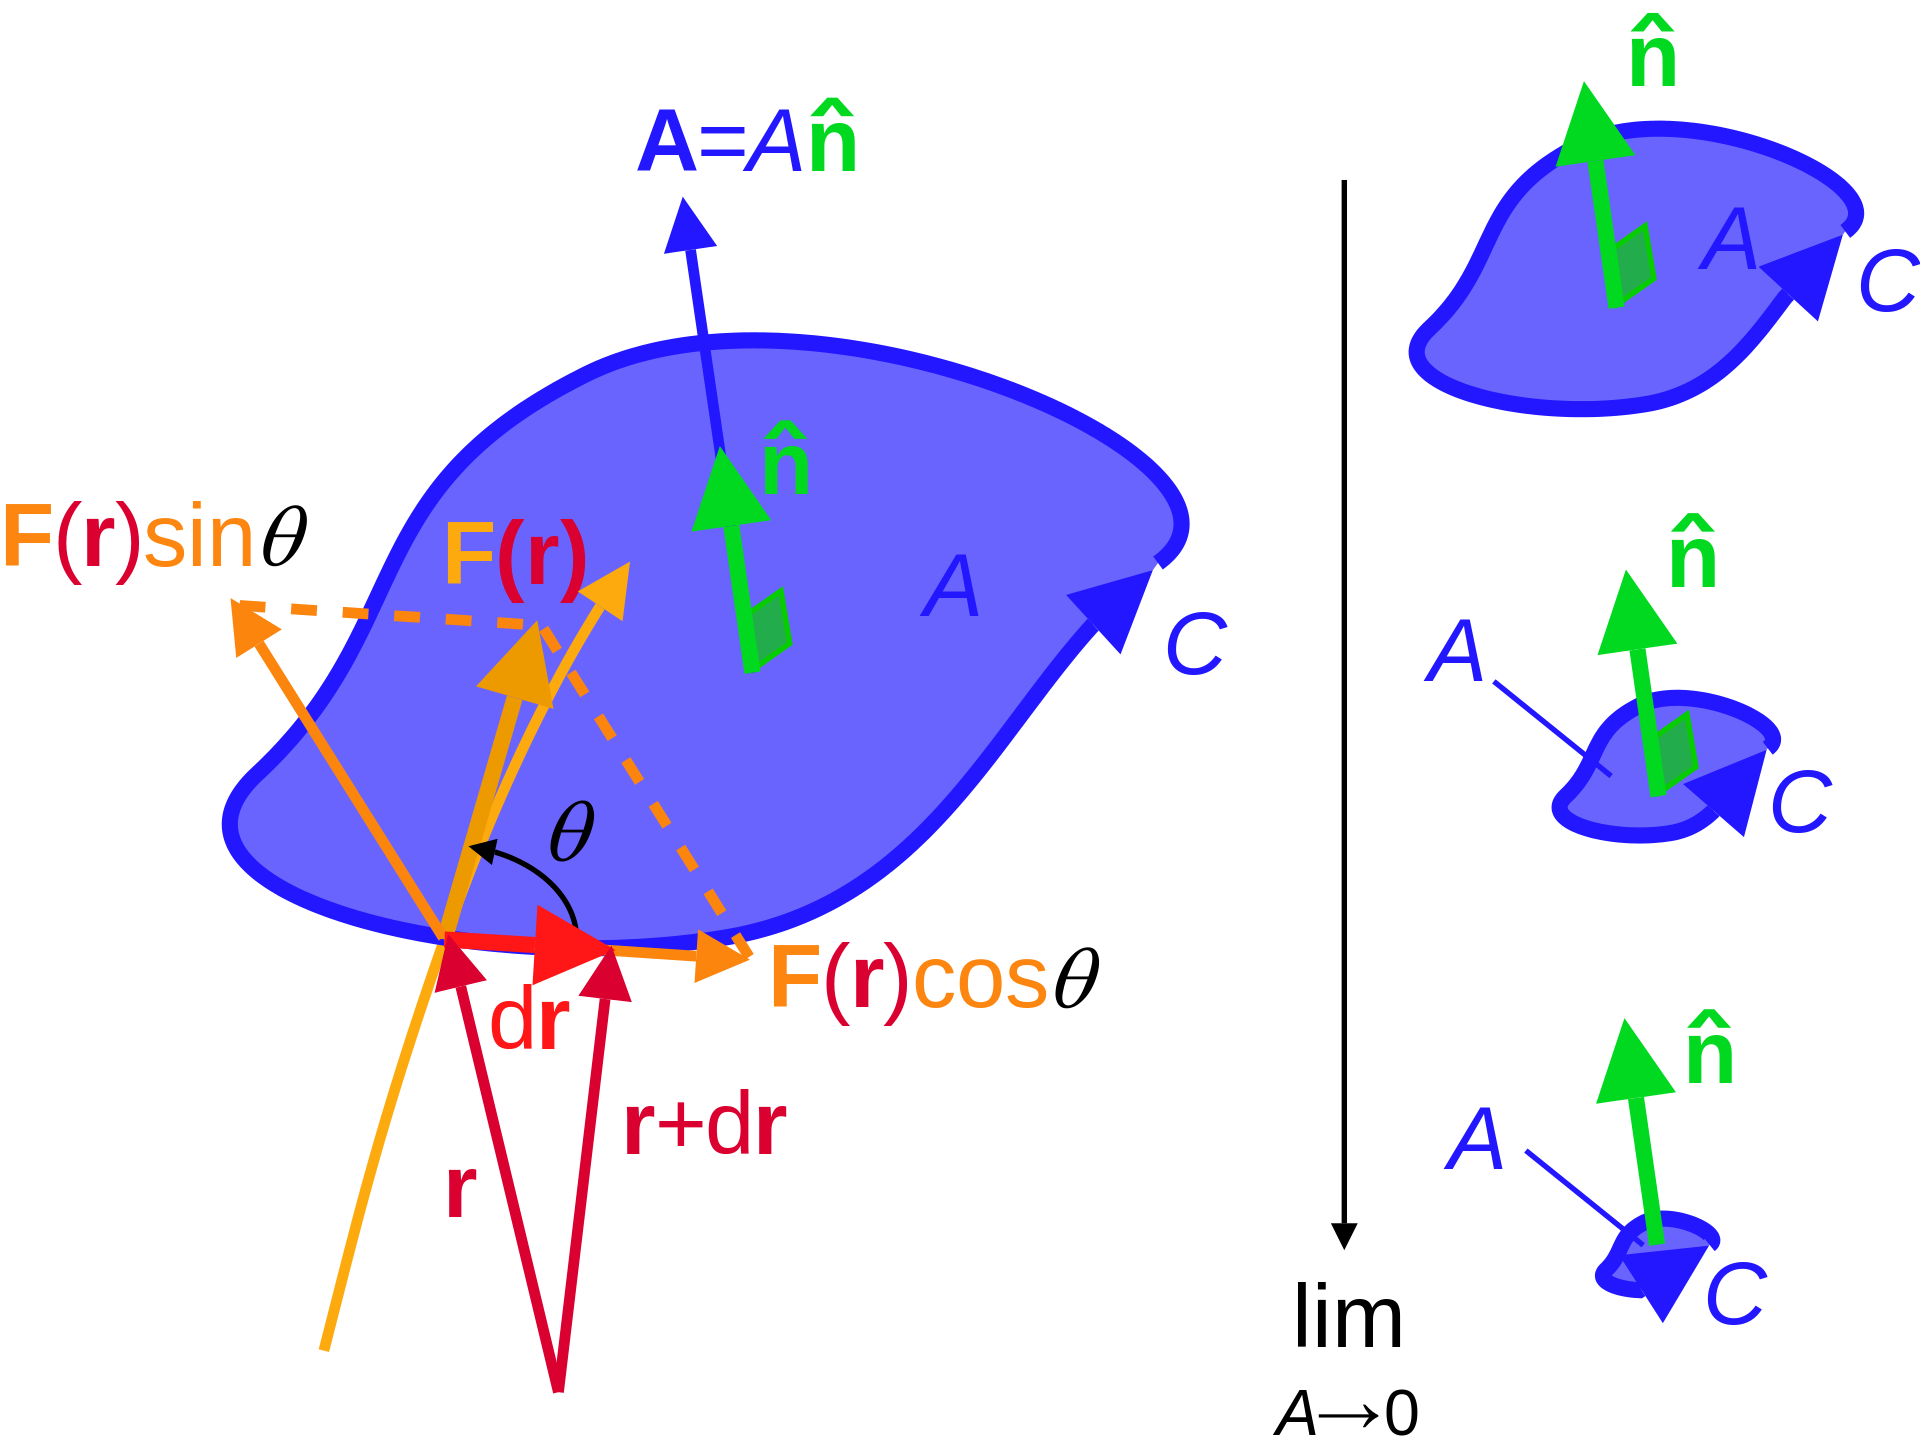 A=An̂
n̂
F(r)sinθ
F(r)
A
C
θ
F(r)cosθ
dr
r+dr
r
n̂
A
C
n̂
A
C
n̂
A
C
lim
A→0